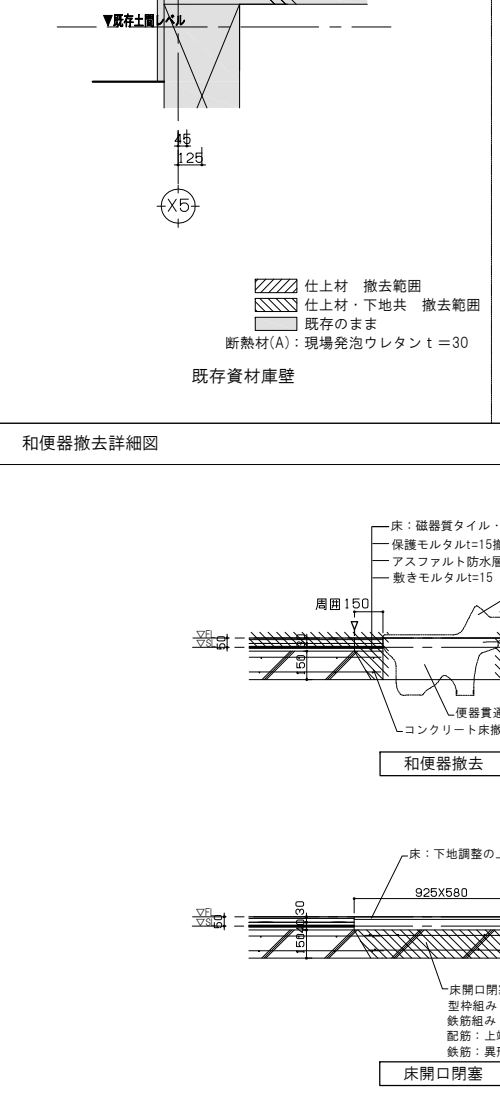 ▼既存土間レベル
45
125
X5
仕上材　撤去範囲
仕上材・下地共　撤去範囲
既存のまま
断熱材(A)：現場発泡ウレタンｔ＝30
既存資材庫壁
和便器撤去詳細図
床：磁器質タイル・
保護モルタルt=15撤
アスファルト防水層
敷きモルタルt=15
周囲150
▽FL
▽SL
50
30
150
便器貫通
コンクリート床撤
和便器撤去
床：下地調整の上
925X580
▽FL
▽SL
50
30
40
150
床開口閉塞
型枠組み
鉄筋組み
配筋：上端
鉄筋：異形
床開口閉塞